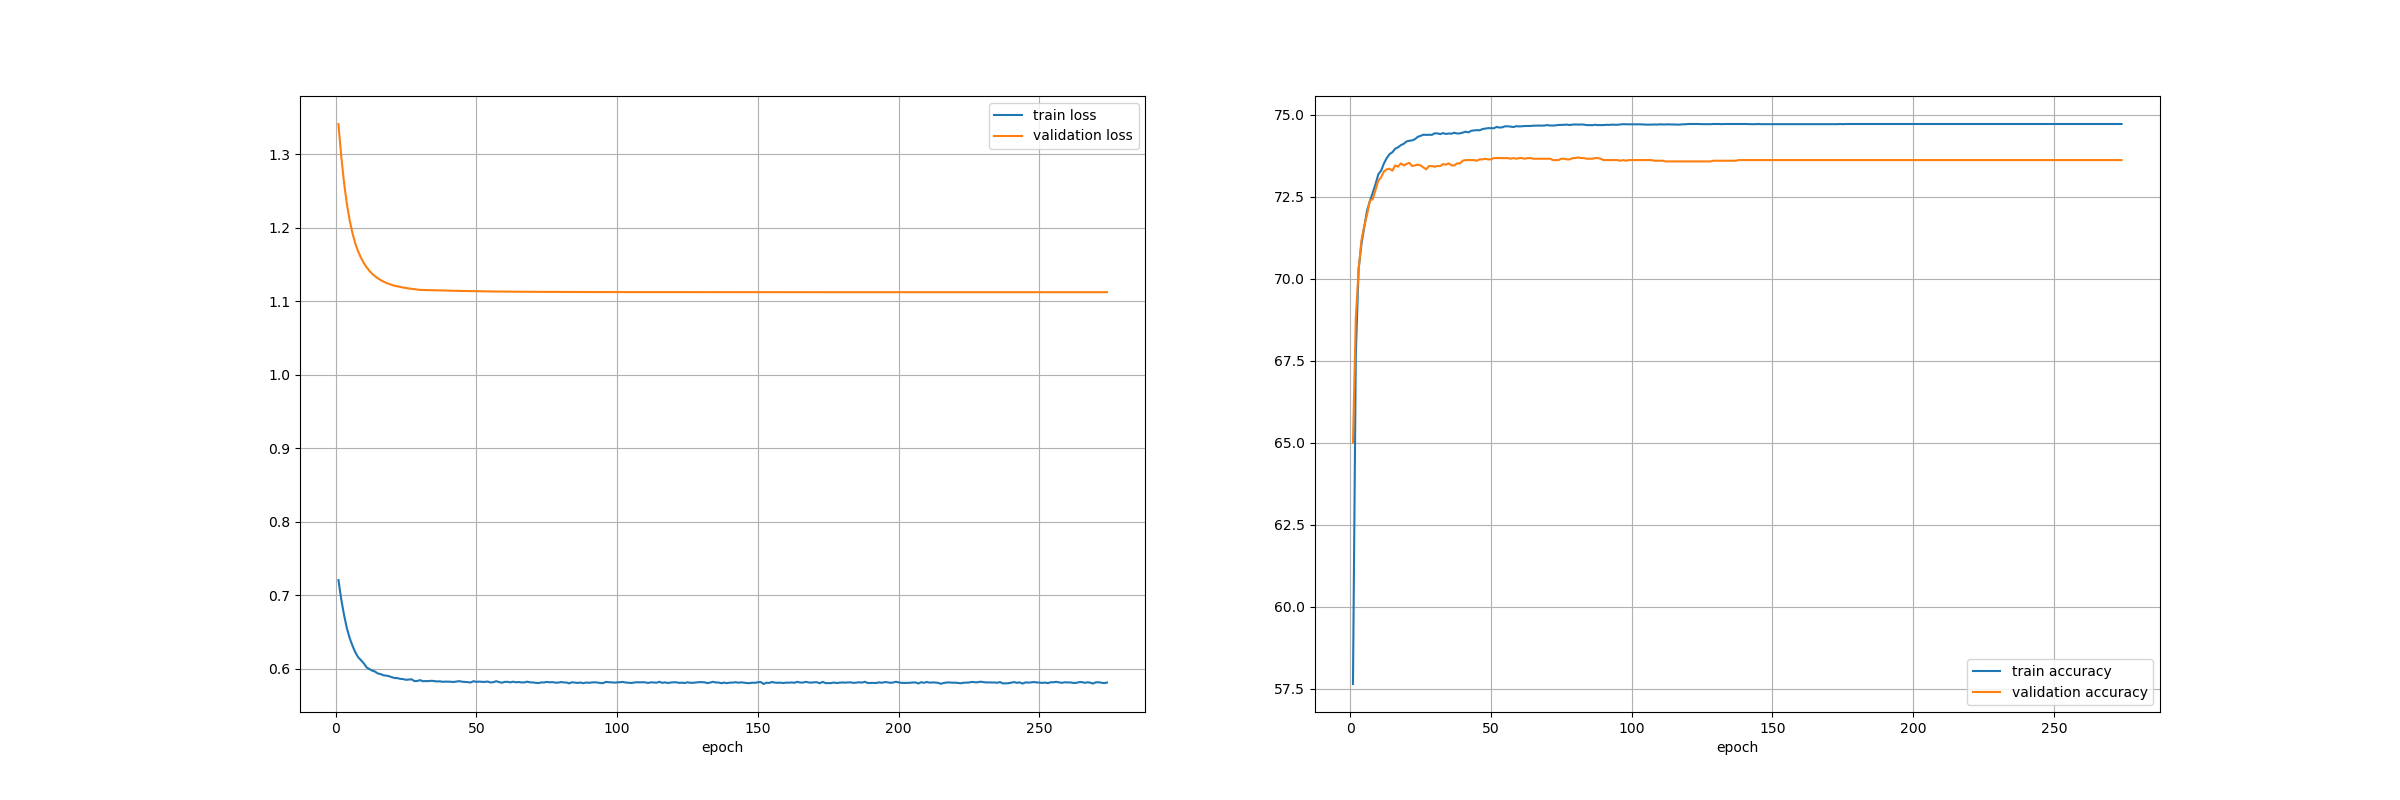 train loss
validation loss
1.3
1.2
1.1
1.0
0.9
0.8
0.7
0.6
0 50 100 150 200 250
epoch
75.0
72.5
70.0
67.5
65.0
62.5
60.0
57.5
train accuracy
validation accuracy
0 50 100 150 200 250
epoch